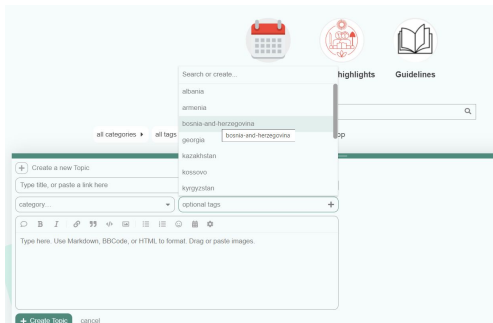 highlights
Guidelines
Search or create...
albania
armenia
bosnia-and-herzegovina
georgia
bosnia-and-herzegovina
kazakhstan
kossovo
kyrgyzstan
all categories
all tags
op
Create a new Topic
Type title, or paste a link here
category...
optional tags
B I
Type here. Use Markdown, BBCode, or HTML to format. Drag or paste images.
+ Create Topic
cancel